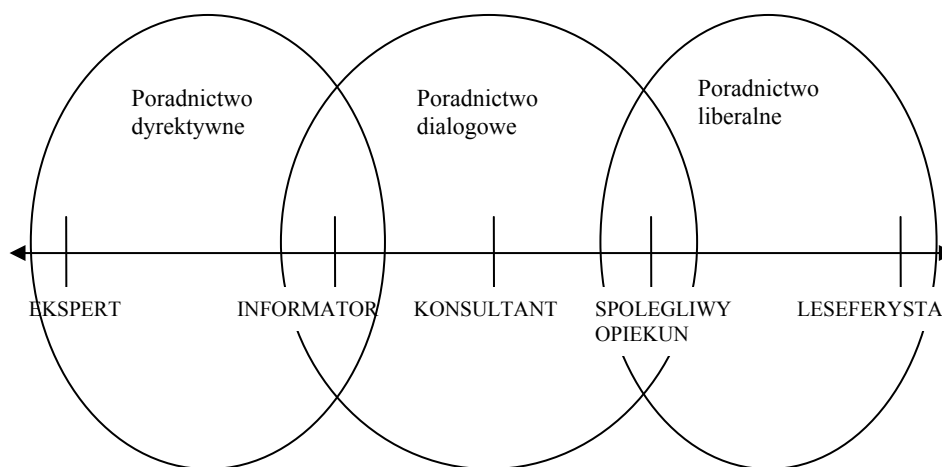 Poradnictwo
dyrektywne
Poradnictwo
dialogowe
Poradnictwo
liberalne
EKSPERT
INFORMATOR
KONSULTANT
SPOLEGLIWY
OPIEKUN
LESEFERYSTA